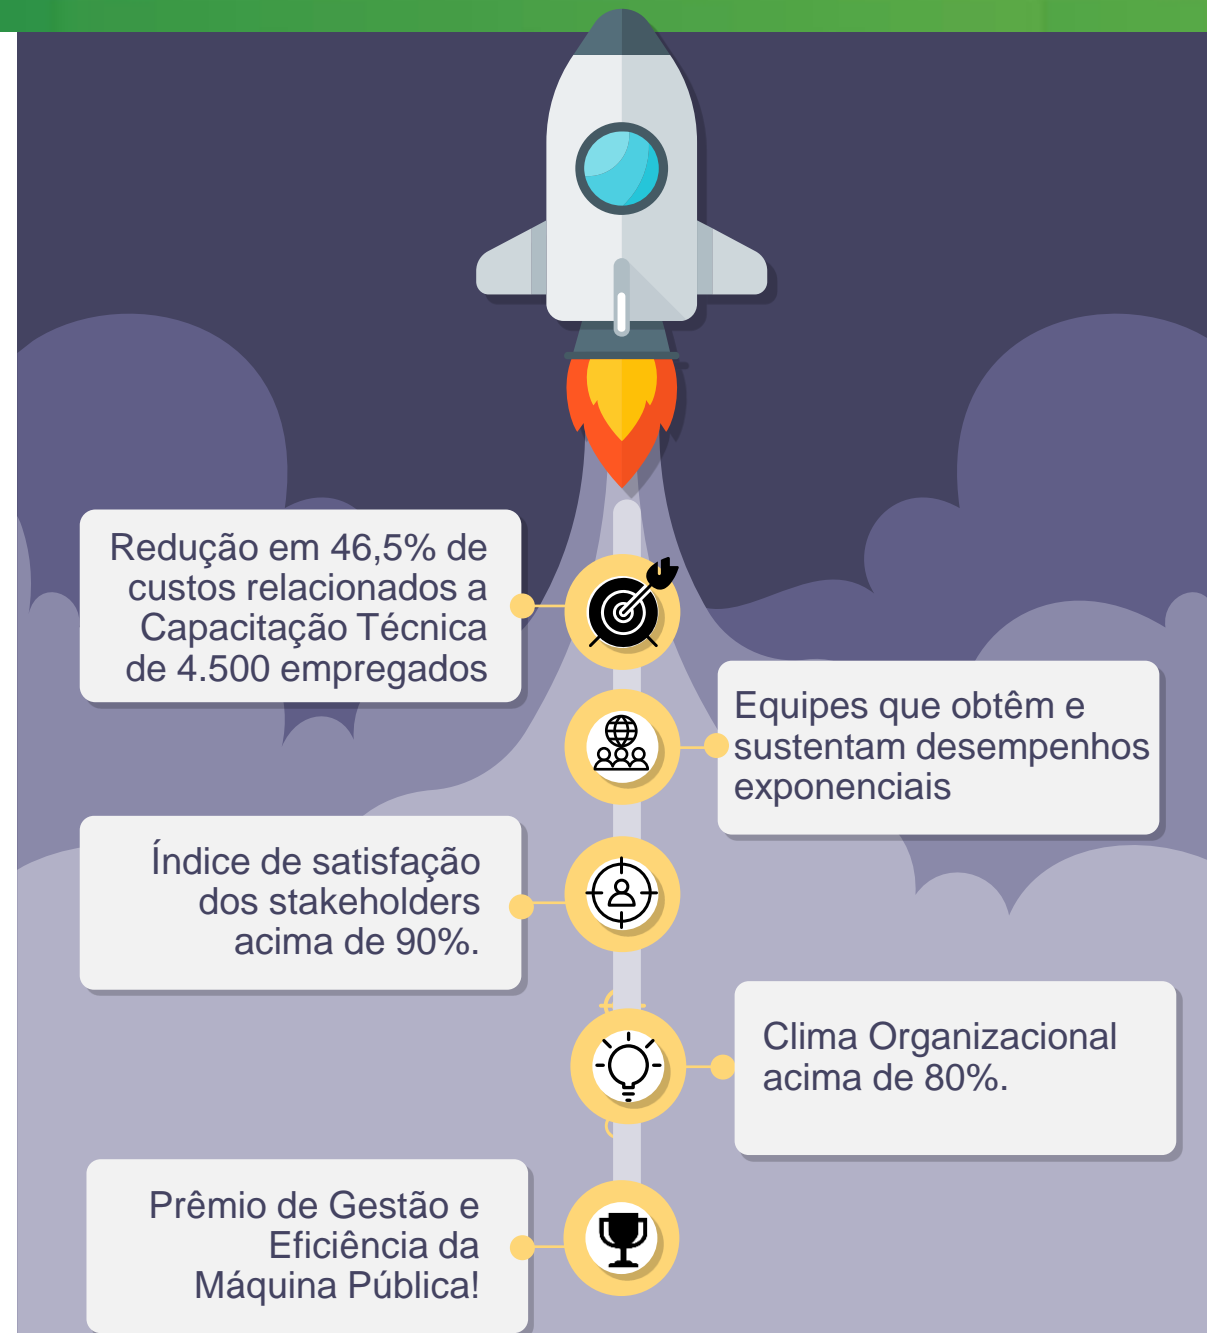 Redução em 46,5% de
custos relacionados a
Capacitação Técnica
de 4.500 empregados
Equipes que obtêm e
sustentam desempenhos
exponenciais
Índice de satisfação
dos stakeholders
acima de 90%.
Clima Organizacional
acima de 80%.
Prêmio de Gestão e
Eficiência da
Máquina Pública!